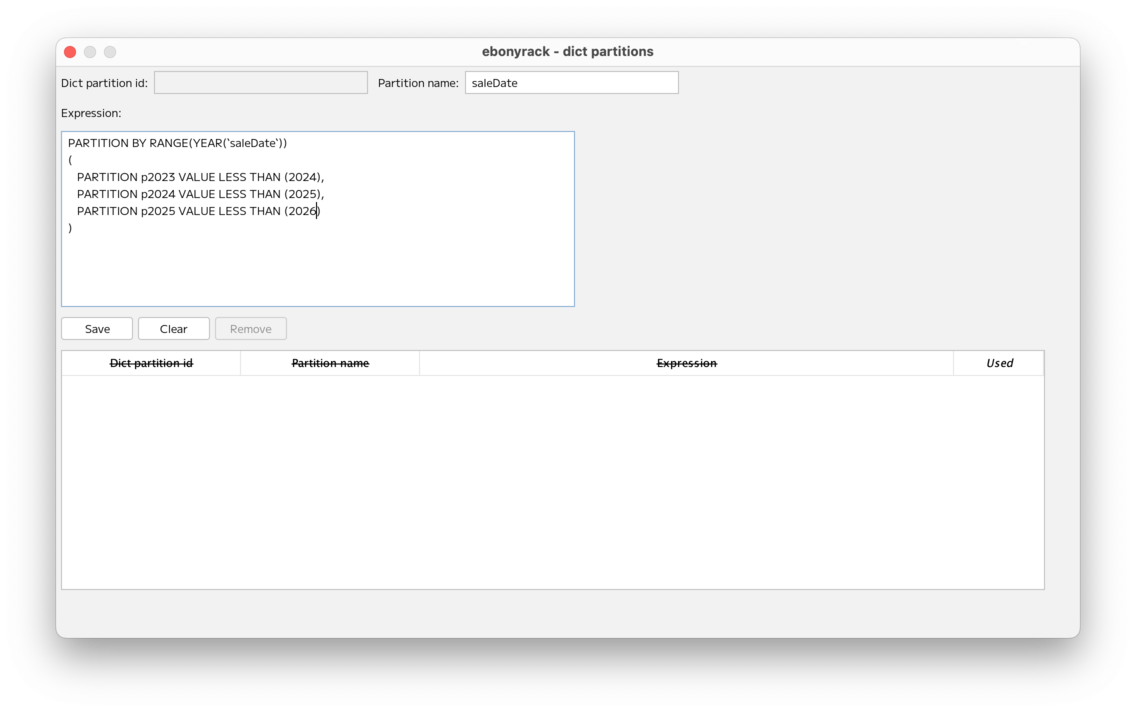 ebonyrack - dict partitions
Dict partition id: Partition name: saleDate
Expression:
PARTITION BY RANGE(YEAR(`saleDate`))
(
PARTITION p2023 VALUE LESS THAN (2024),
PARTITION p2024 VALUE LESS THAN (2025),
PARTITION p2025 VALUE LESS THAN (2026)
)
Save Clear Remove
Dict partition id Partition name Expression Used